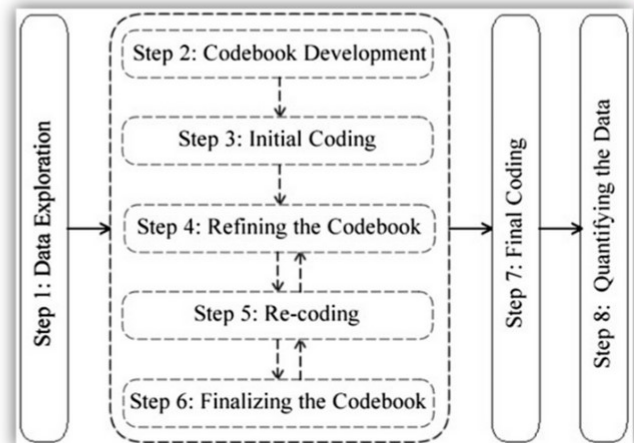 Step 1: Data Exploration
Step 2: Codebook Development
Step 3: Initial Coding
Step 4: Refining the Codebook
Step 5: Re-coding
Step 6: Finalizing the Codebook
Step 7: Final Coding
Step 8: Quantifying the Data